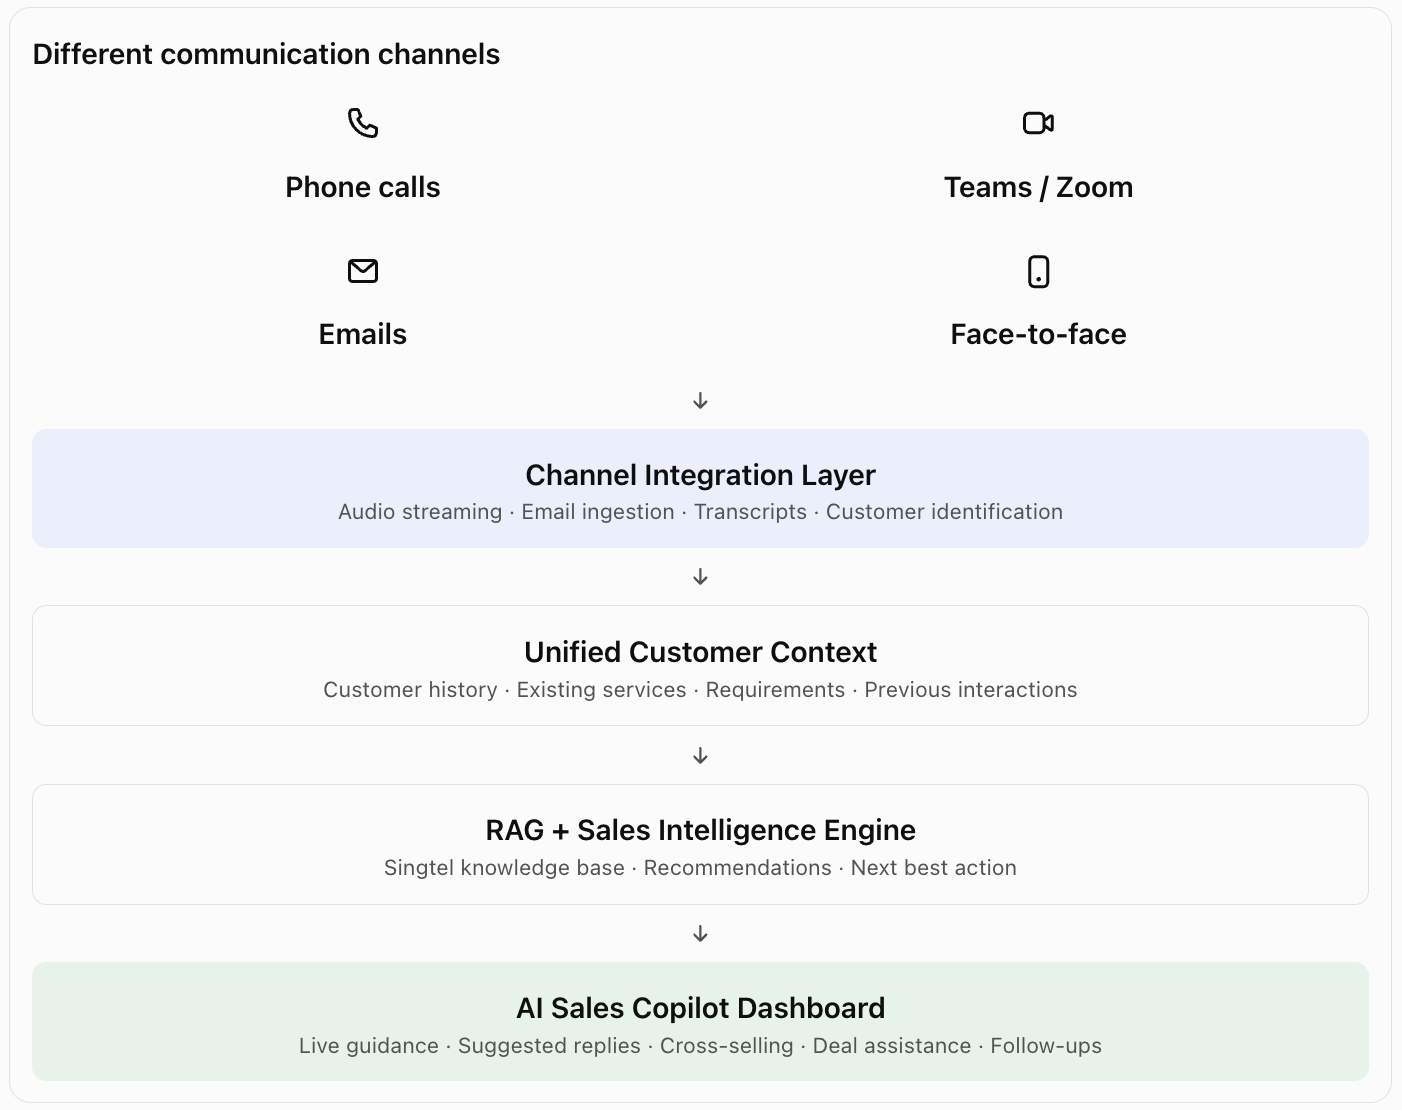 Different communication channels
Phone calls
Teams / Zoom
Emails
Face-to-face
Channel Integration Layer
Audio streaming · Email ingestion · Transcripts · Customer identification
Unified Customer Context
Customer history · Existing services · Requirements · Previous interactions
RAG + Sales Intelligence Engine
Singtel knowledge base · Recommendations · Next best action
AI Sales Copilot Dashboard
Live guidance · Suggested replies · Cross-selling · Deal assistance · Follow-ups